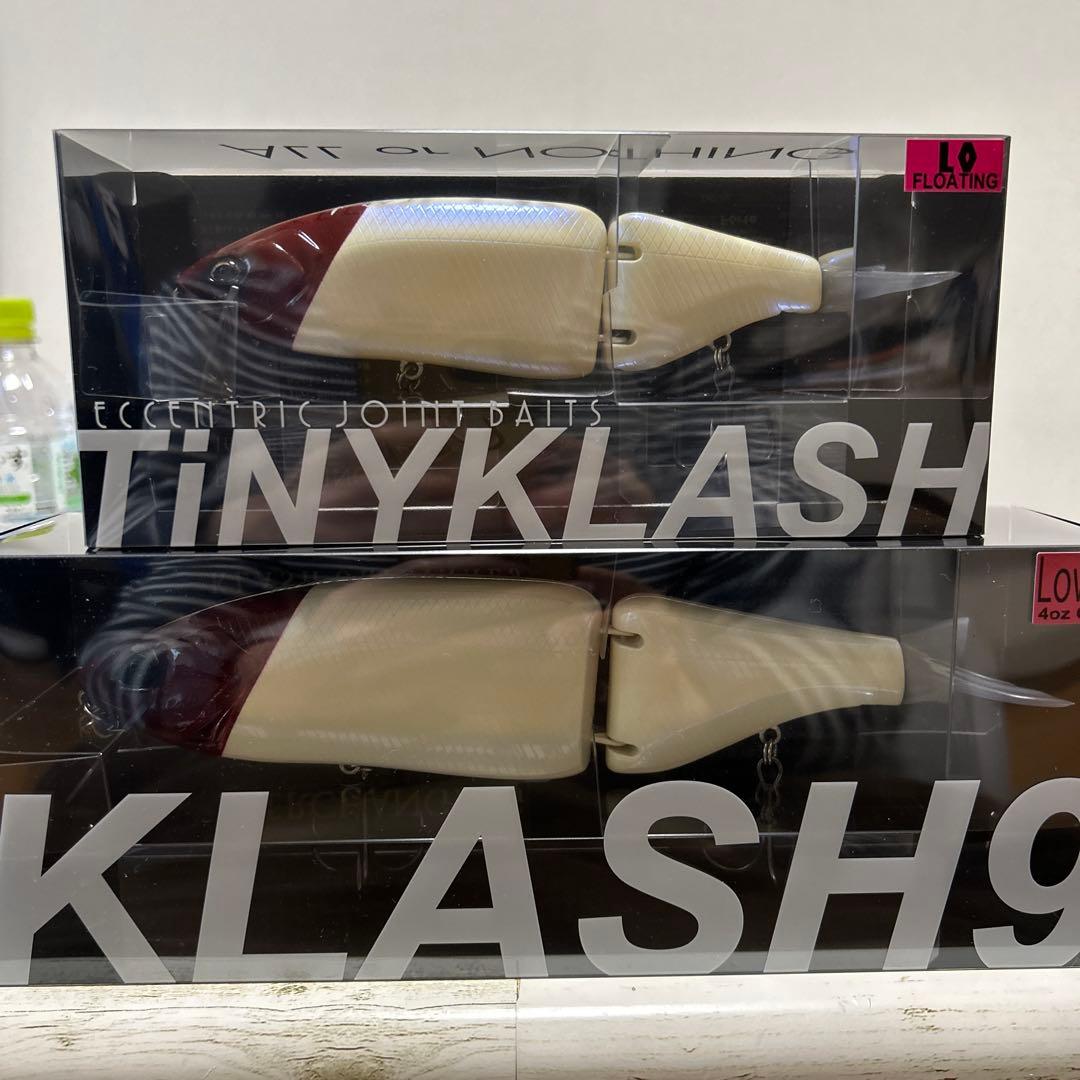 ALL or NOTHING
LO
FLOATING
ECCENTRIC JOINT BAITS
TiNYKLASH
LOW
4oz
KLASH9